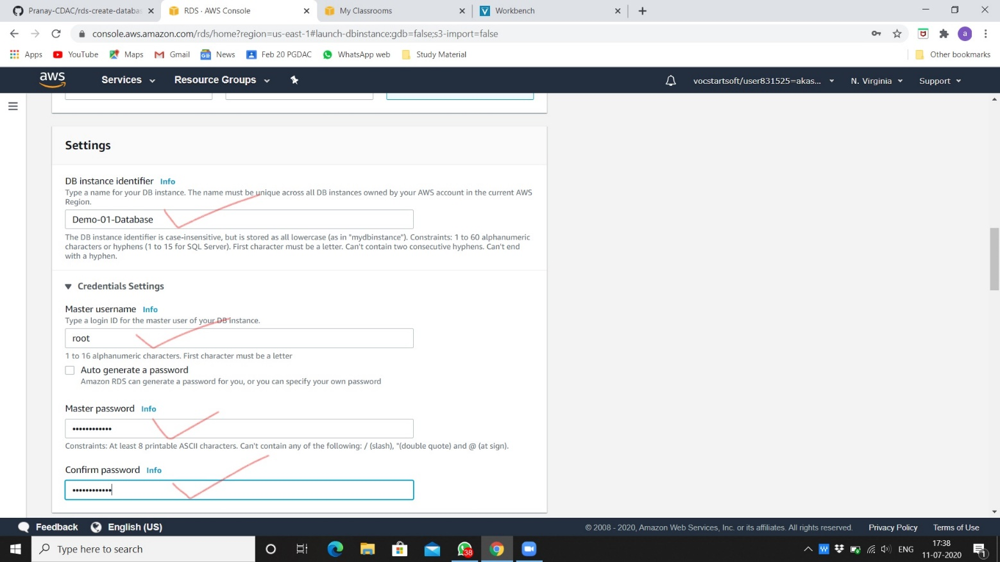 Pranay-CDAC/rds-create-databas
RDS · AWS Console
My Classrooms
Workbench
console.aws.amazon.com/rds/home?region=us-east-1#launch-dbinstance:gdb=false;s3-import=false
a
Apps
YouTube
Maps
Gmail
News
Feb 20 PGDAC
WhatsApp web
Study Material
Other bookmarks
aws
Services
Resource Groups
vocstartsoft/user831525=akas...
N. Virginia
Support
Settings
DB instance identifier Info
Type a name for your DB instance. The name must be unique across all DB instances owned by your AWS account in the current AWS
Region.
Demo-01-Database
The DB instance identifier is case-insensitive, but is stored as all lowercase (as in "mydbinstance"). Constraints: 1 to 60 alphanumeric
characters or hyphens (1 to 15 for SQL Server). First character must be a letter. Can't contain two consecutive hyphens. Can't end
with a hyphen.
Credentials Settings
Master username Info
Type a login ID for the master user of your DB instance.
root
1 to 16 alphanumeric characters. First character must be a letter
Auto generate a password
Amazon RDS can generate a password for you, or you can specify your own password
Master password Info
••••••••••••
Constraints: At least 8 printable ASCII characters. Can't contain any of the following: / (slash), "(double quote) and @ (at sign).
Confirm password Info
••••••••••••
Feedback
English (US)
© 2008 - 2020, Amazon Web Services, Inc. or its affiliates. All rights reserved.
Privacy Policy
Terms of Use
Type here to search
38
ENG
17:38
11-07-2020
1